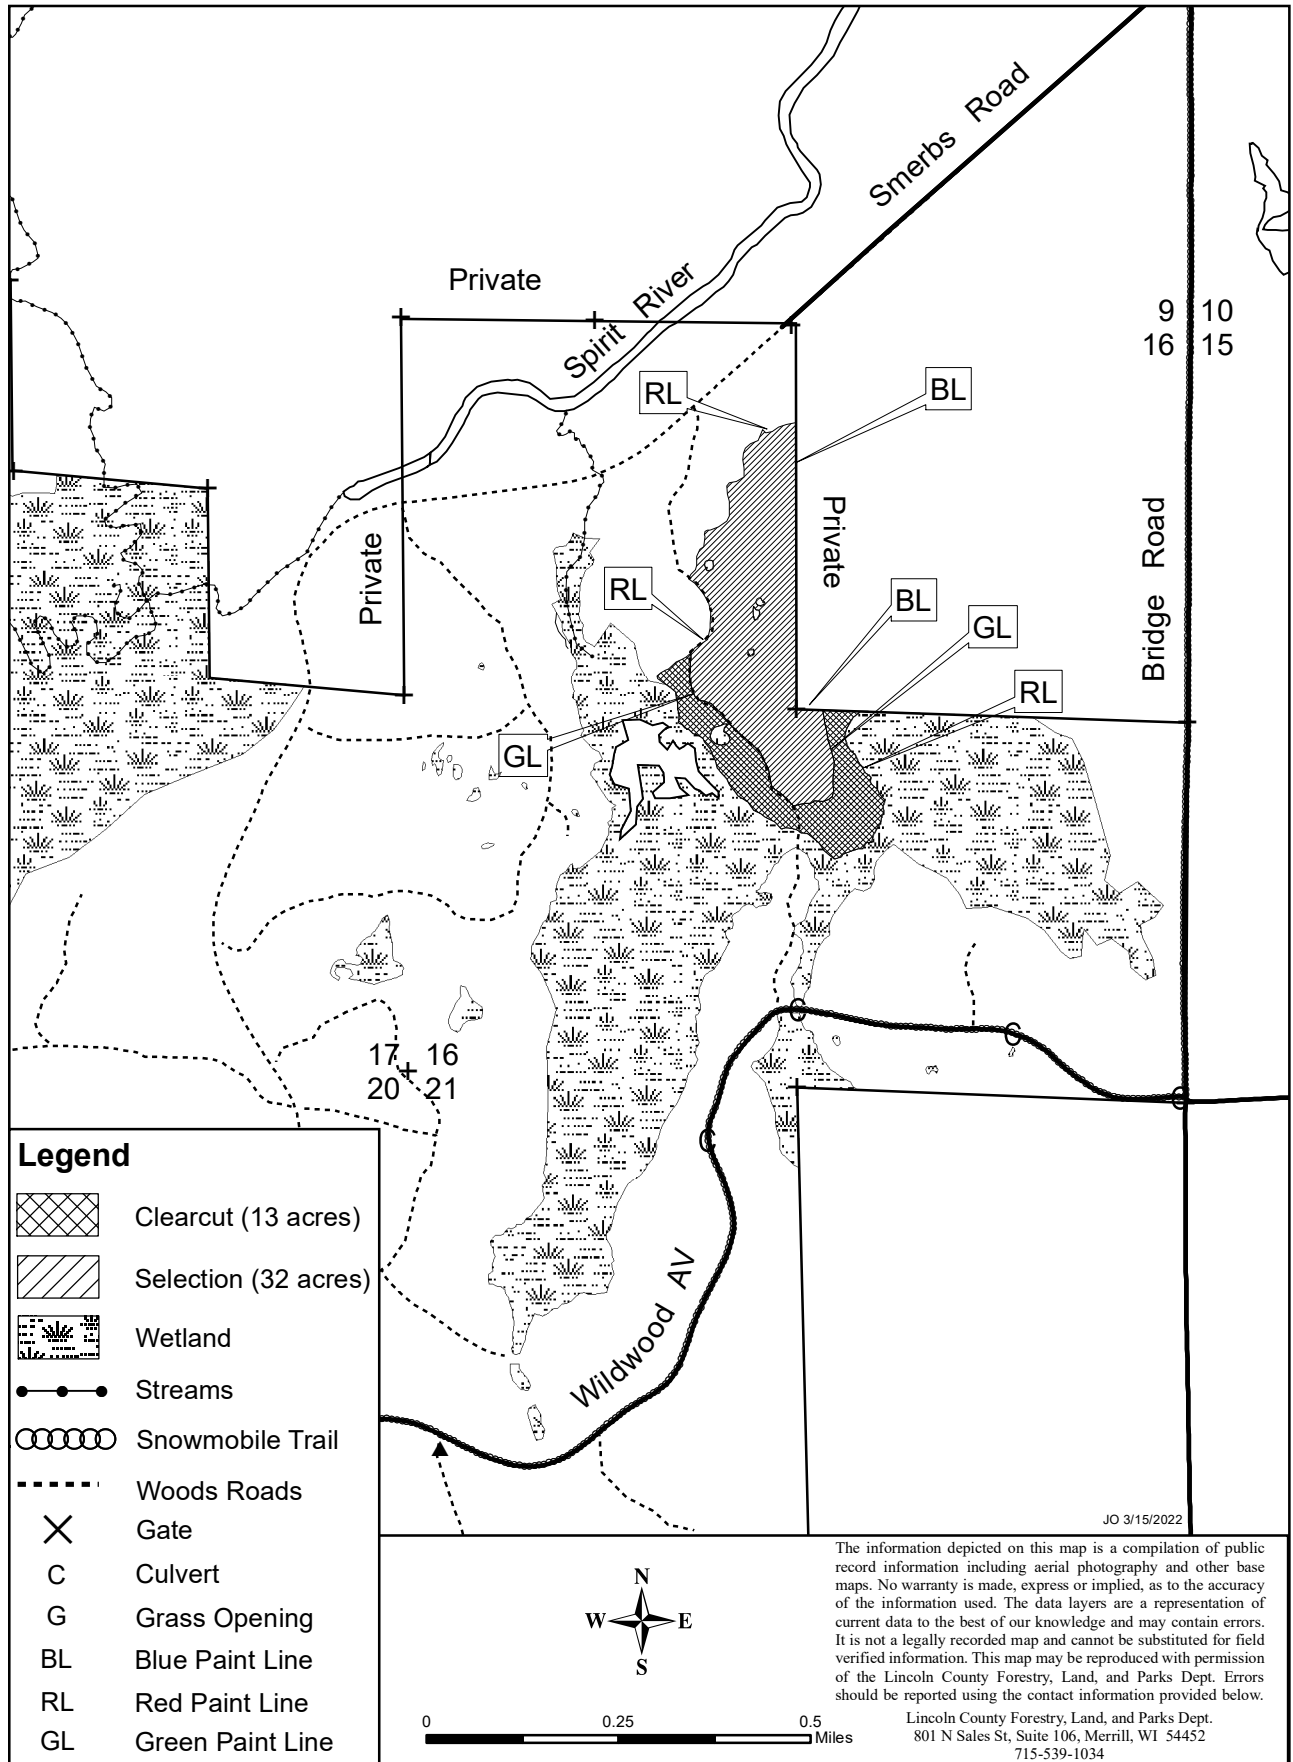 Smerbs Road
Private
Spirit River
9 10
16 15
RL
BL
Private
Private
Bridge Road
RL
BL
GL
RL
GL
C
C
C
C
17 16
20 21
Wildwood AV
JO 3/15/2022
Legend
Clearcut (13 acres)
Selection (32 acres)
Wetland
Streams
Snowmobile Trail
Woods Roads
Gate
C Culvert
G Grass Opening
BL Blue Paint Line
RL Red Paint Line
GL Green Paint Line
N
W E
S
0 0.25 0.5
Miles
The information depicted on this map is a compilation of public
record information including aerial photography and other base
maps. No warranty is made, express or implied, as to the accuracy
of the information used. The data layers are a representation of
current data to the best of our knowledge and may contain errors.
It is not a legally recorded map and cannot be substituted for field
verified information. This map may be reproduced with permission
of the Lincoln County Forestry, Land, and Parks Dept. Errors
should be reported using the contact information provided below.
Lincoln County Forestry, Land, and Parks Dept.
801 N Sales St, Suite 106, Merrill, WI 54452
715-539-1034